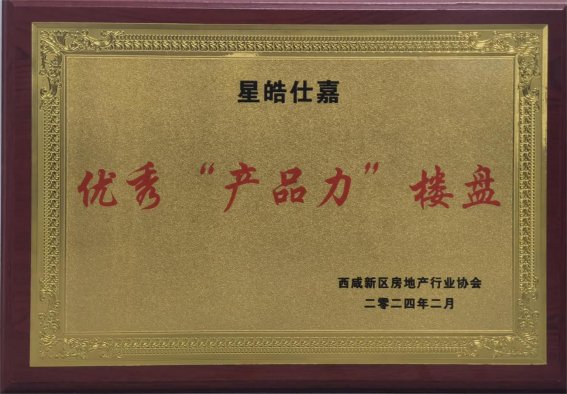 星皓仕嘉
优秀“产品力”楼盘
西咸新区房地产行业协会
二零二四年二月